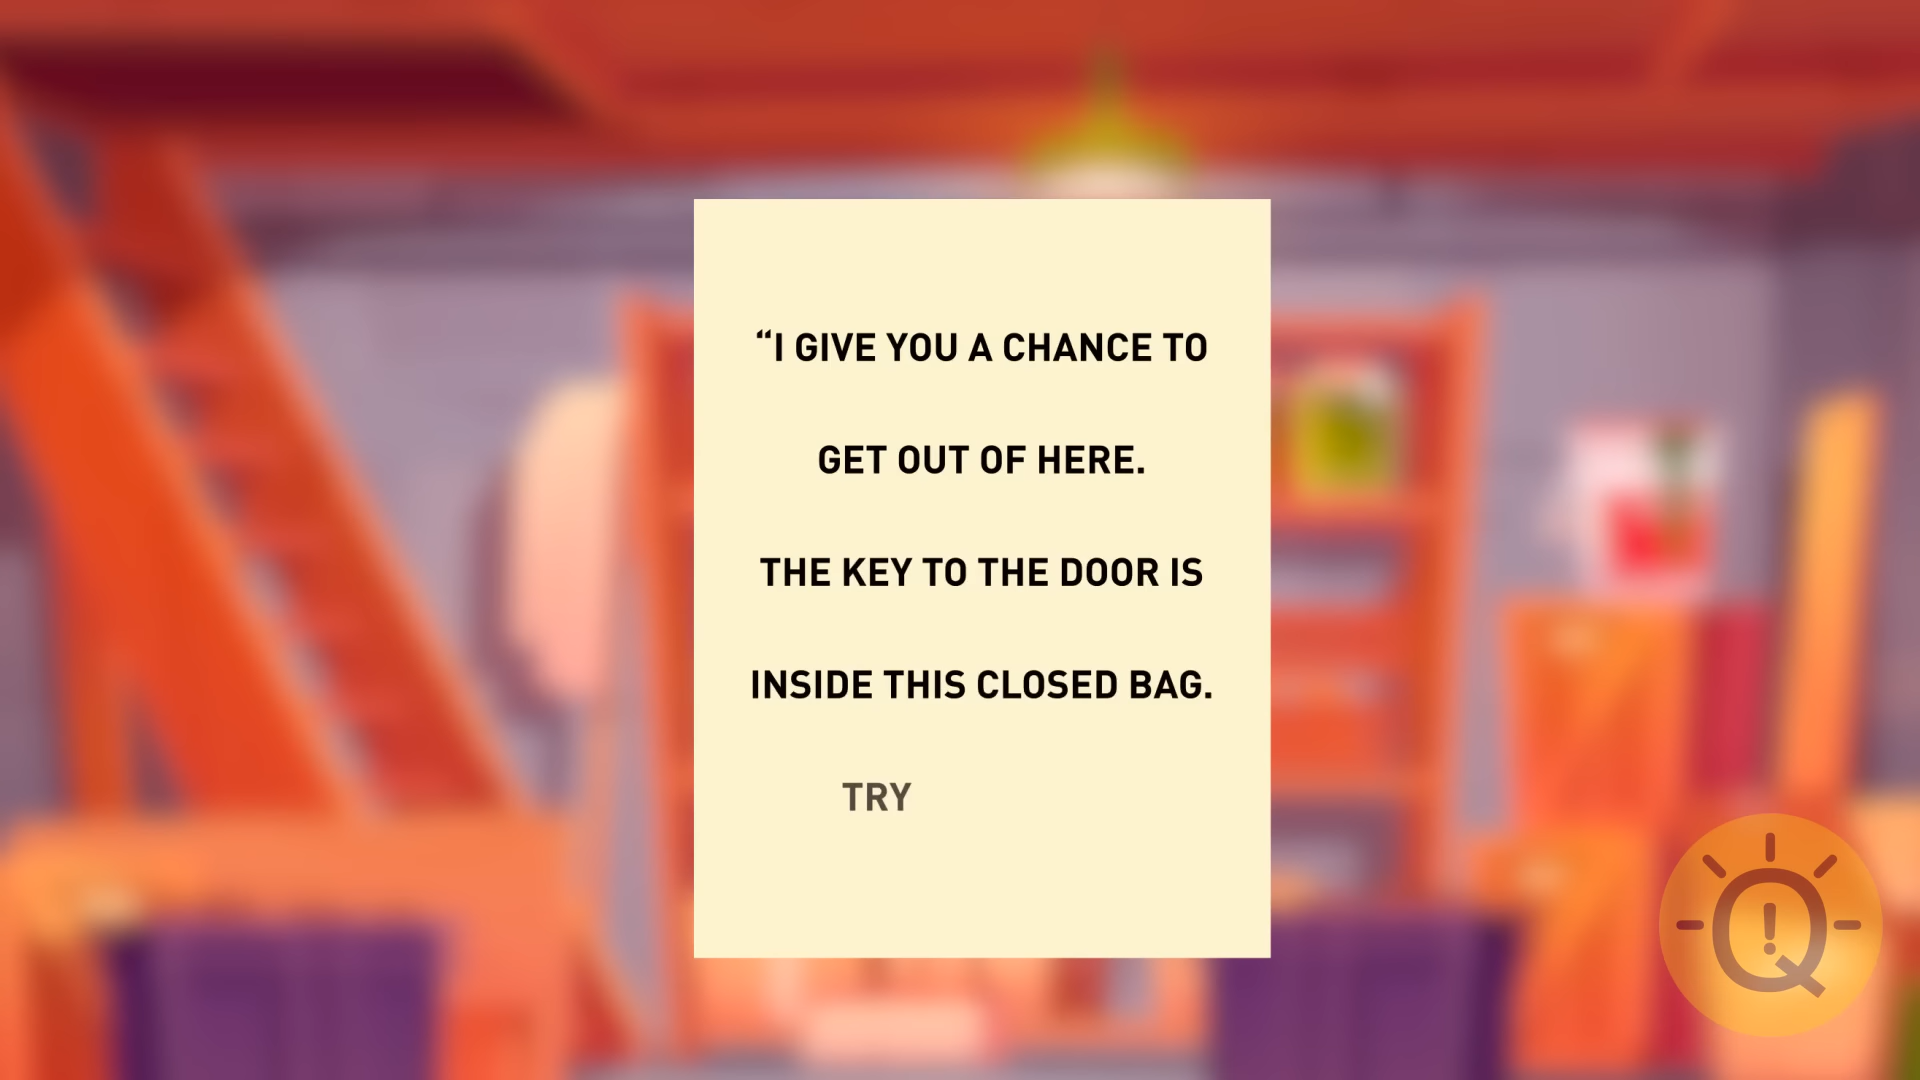 “I GIVE YOU A CHANCE TO
GET OUT OF HERE.
THE KEY TO THE DOOR IS
INSIDE THIS CLOSED BAG.
TRY
Q!